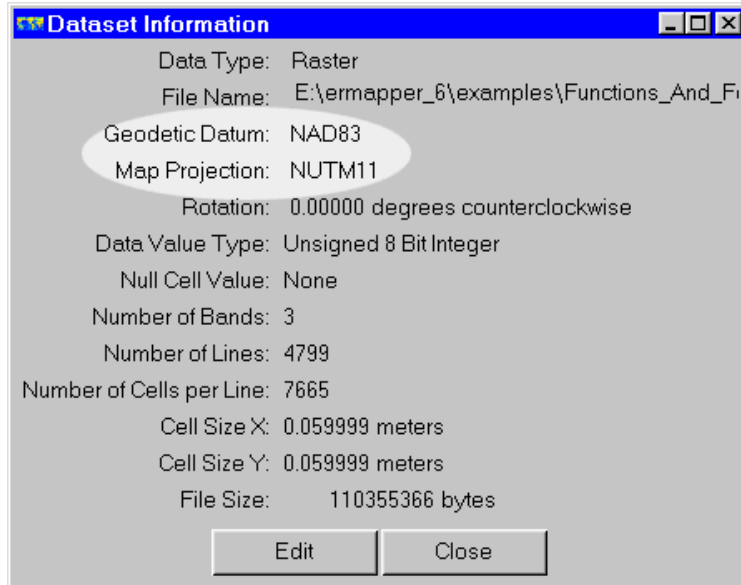 Dataset Information
Data Type: Raster
File Name: E:\ermapper_6\examples\Functions_And_F
Geodetic Datum: NAD83
Map Projection: NUTM11
Rotation: 0.00000 degrees counterclockwise
Data Value Type: Unsigned 8 Bit Integer
Null Cell Value: None
Number of Bands: 3
Number of Lines: 4799
Number of Cells per Line: 7665
Cell Size X: 0.059999 meters
Cell Size Y: 0.059999 meters
File Size: 110355366 bytes
Edit Close